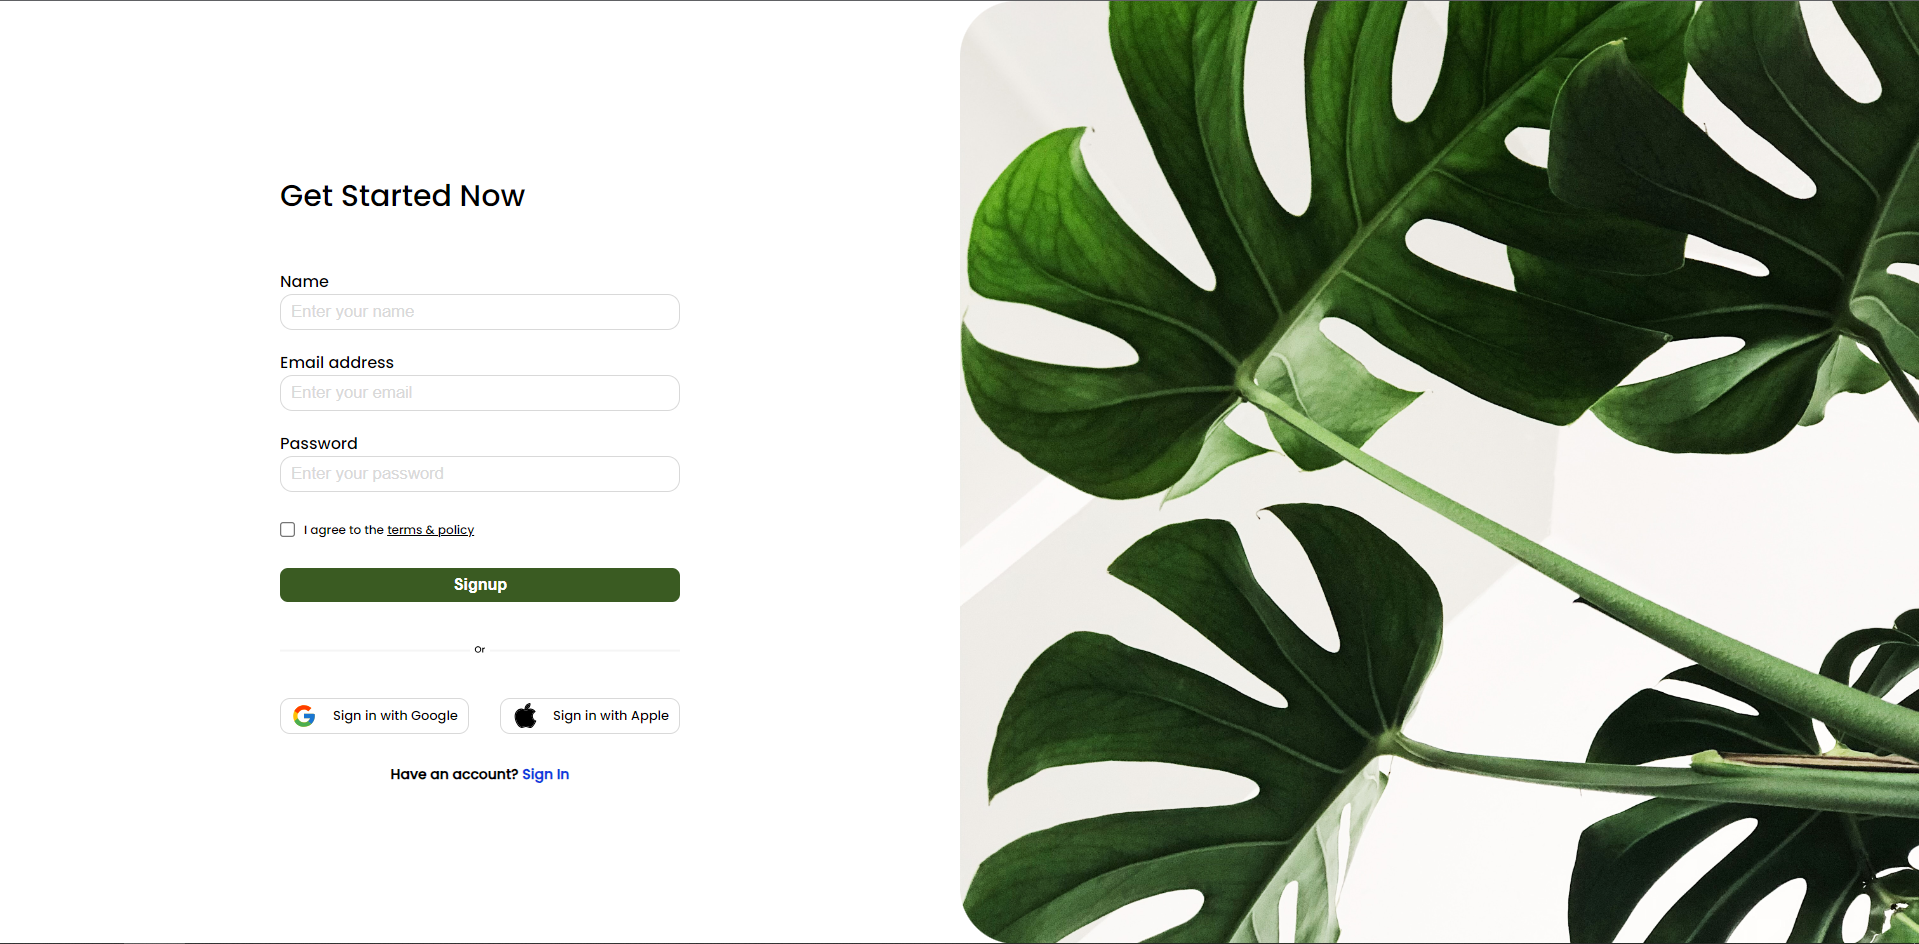 Get Started Now
Name
Enter your name
Email address
Enter your email
Password
Enter your password
I agree to the terms & policy
Signup
Or
Sign in with Google
Sign in with Apple
Have an account? Sign In